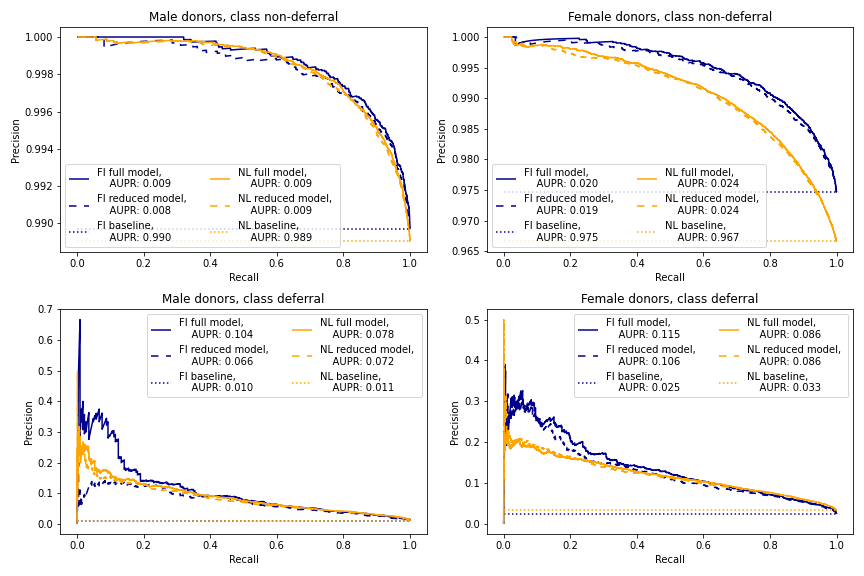 Male donors, class non-deferral
1.000
0.998
0.996
0.994
0.992
0.990
Precision
FI full model,
AUPR: 0.009
FI reduced model,
AUPR: 0.008
FI baseline,
AUPR: 0.990
NL full model,
AUPR: 0.009
NL reduced model,
AUPR: 0.009
NL baseline,
AUPR: 0.989
0.0 0.2 0.4 0.6 0.8 1.0
Recall
Female donors, class non-deferral
1.000
0.995
0.990
0.985
0.980
0.975
0.970
0.965
Precision
FI full model,
AUPR: 0.020
FI reduced model,
AUPR: 0.019
FI baseline,
AUPR: 0.975
NL full model,
AUPR: 0.024
NL reduced model,
AUPR: 0.024
NL baseline,
AUPR: 0.967
0.0 0.2 0.4 0.6 0.8 1.0
Recall
Male donors, class deferral
0.7
0.6
0.5
0.4
0.3
0.2
0.1
0.0
Precision
FI full model,
AUPR: 0.104
FI reduced model,
AUPR: 0.066
FI baseline,
AUPR: 0.010
NL full model,
AUPR: 0.078
NL reduced model,
AUPR: 0.072
NL baseline,
AUPR: 0.011
0.0 0.2 0.4 0.6 0.8 1.0
Recall
Female donors, class deferral
0.5
0.4
0.3
0.2
0.1
0.0
Precision
FI full model,
AUPR: 0.115
FI reduced model,
AUPR: 0.106
FI baseline,
AUPR: 0.025
NL full model,
AUPR: 0.086
NL reduced model,
AUPR: 0.086
NL baseline,
AUPR: 0.033
0.0 0.2 0.4 0.6 0.8 1.0
Recall